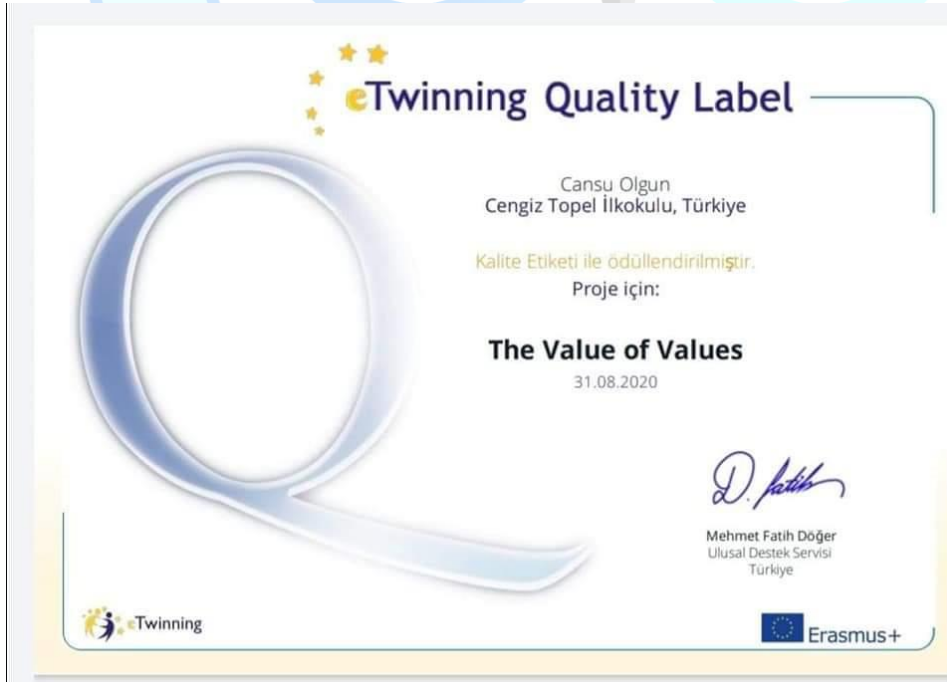 eTwinning Quality Label
Cansu Olgun
Cengiz Topel İlkokulu, Türkiye
Kalite Etiketi ile ödüllendirilmiştir.
Proje için:
The Value of Values
31.08.2020
D. fatih
Mehmet Fatih Döğer
Ulusal Destek Servisi
Türkiye
eTwinning
Erasmus+